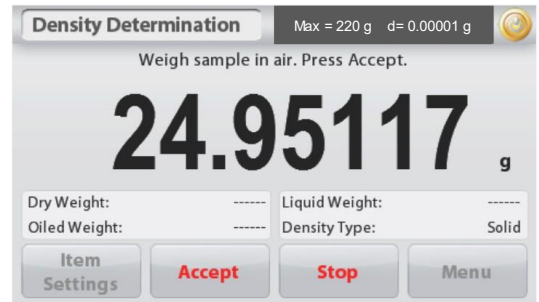 Density Determination Max = 220 g d= 0.00001 g
Weigh sample in air. Press Accept.
24.95117 g
Dry Weight: ------ Liquid Weight: ------
Oiled Weight: ------ Density Type: Solid
Item Settings Accept Stop Menu